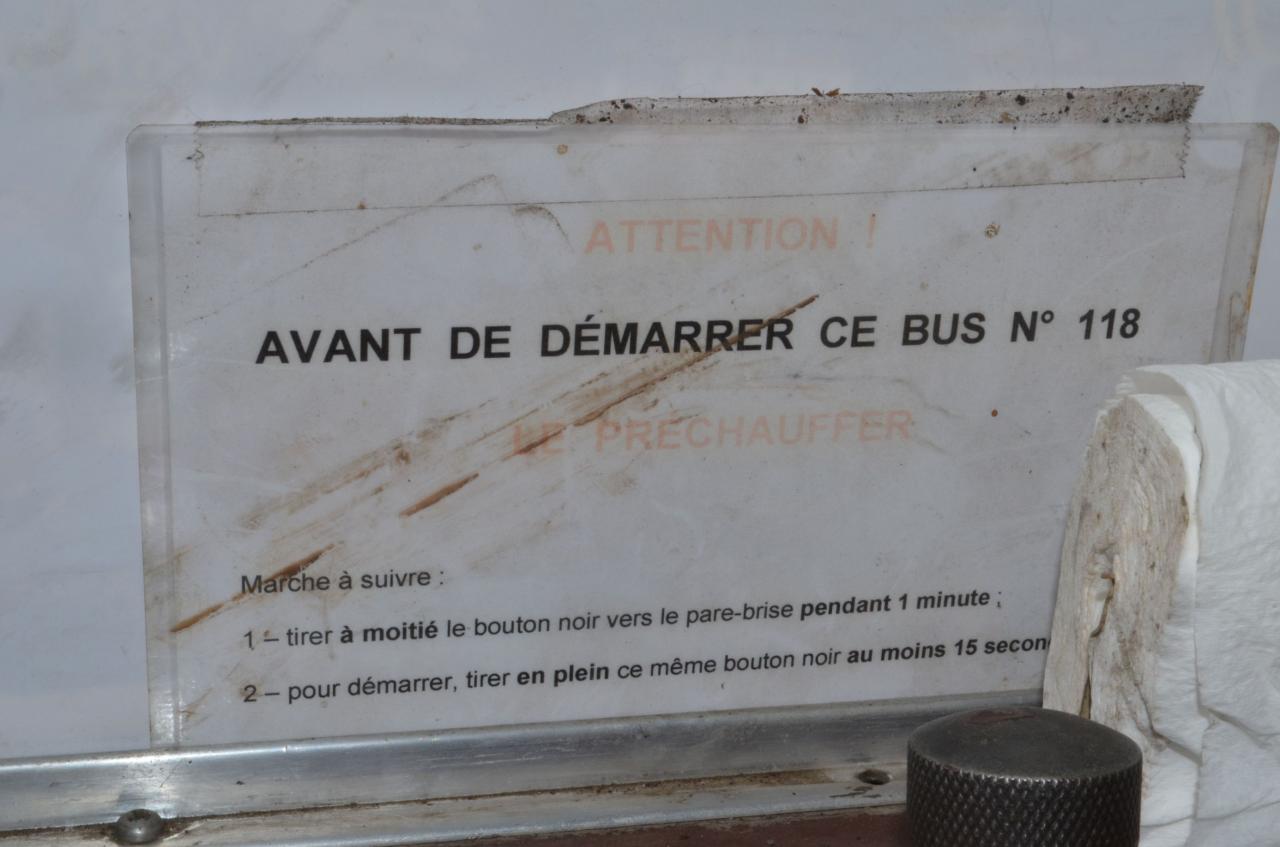 ATTENTION !
AVANT DE DÉMARRER CE BUS N° 118
LE PRÉCHAUFFER
Marche à suivre :
1 – tirer à moitié le bouton noir vers le pare-brise pendant 1 minute ;
2 – pour démarrer, tirer en plein ce même bouton noir au moins 15